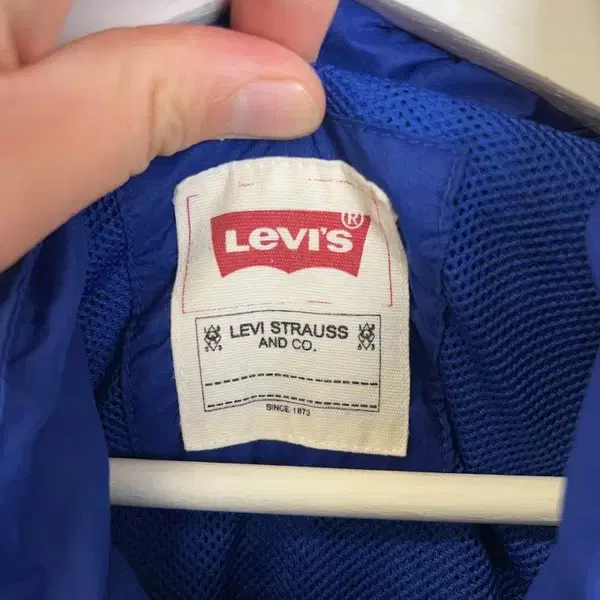 LEVI'S®
LEVI STRAUSS
AND CO.
SINCE 1873